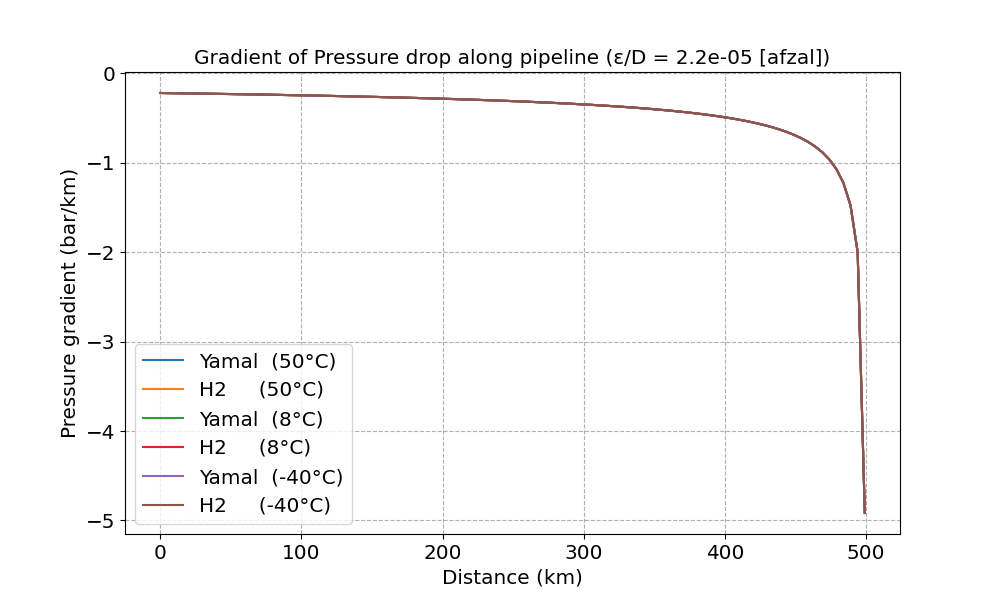 Gradient of Pressure drop along pipeline (ε/D = 2.2e-05 [afzal])
Pressure gradient (bar/km)
0
−1
−2
−3
−4
−5
Yamal  (50°C)
H2     (50°C)
Yamal  (8°C)
H2     (8°C)
Yamal  (-40°C)
H2     (-40°C)
0 100 200 300 400 500
Distance (km)